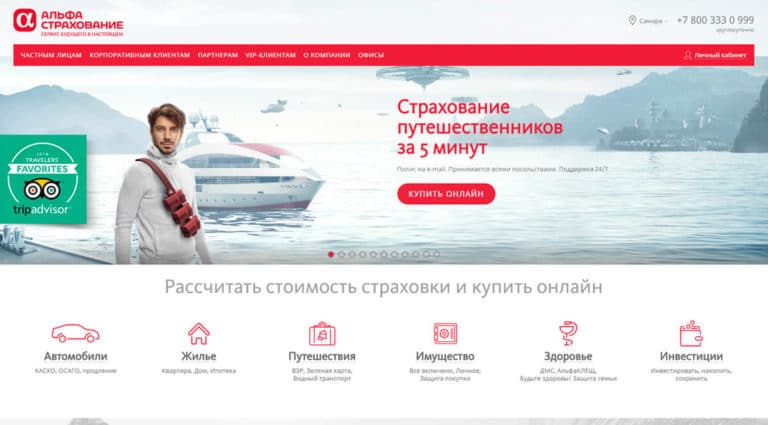 АЛЬФА
СТРАХОВАНИЕ
СЕРВИС БУДУЩЕГО В НАСТОЯЩЕМ
Самара
+7 800 333 0 999
круглосуточно
ЧАСТНЫМ ЛИЦАМ КОРПОРАТИВНЫМ КЛИЕНТАМ ПАРТНЕРАМ VIP-КЛИЕНТАМ О КОМПАНИИ ОФИСЫ
Личный кабинет
Страхование
путешественников
за 5 минут
Полис на e-mail. Принимается всеми посольствами. Поддержка 24/7
КУПИТЬ ОНЛАЙН
TRAVELERS'
FAVORITES
tripadvisor
Рассчитать стоимость страховки и купить онлайн
Автомобили
КАСКО, ОСАГО, продление
Жилье
Квартира, Дом, Ипотека
Путешествия
ВЗР, Зеленая карта,
Водный транспорт
Имущество
Все включено, Личное,
Защита покупки
Здоровье
ДМС, АльфаКЛЕЩ,
Будьте здоровы! Защита семьи
Инвестиции
Инвестировать, накопить,
сохранить